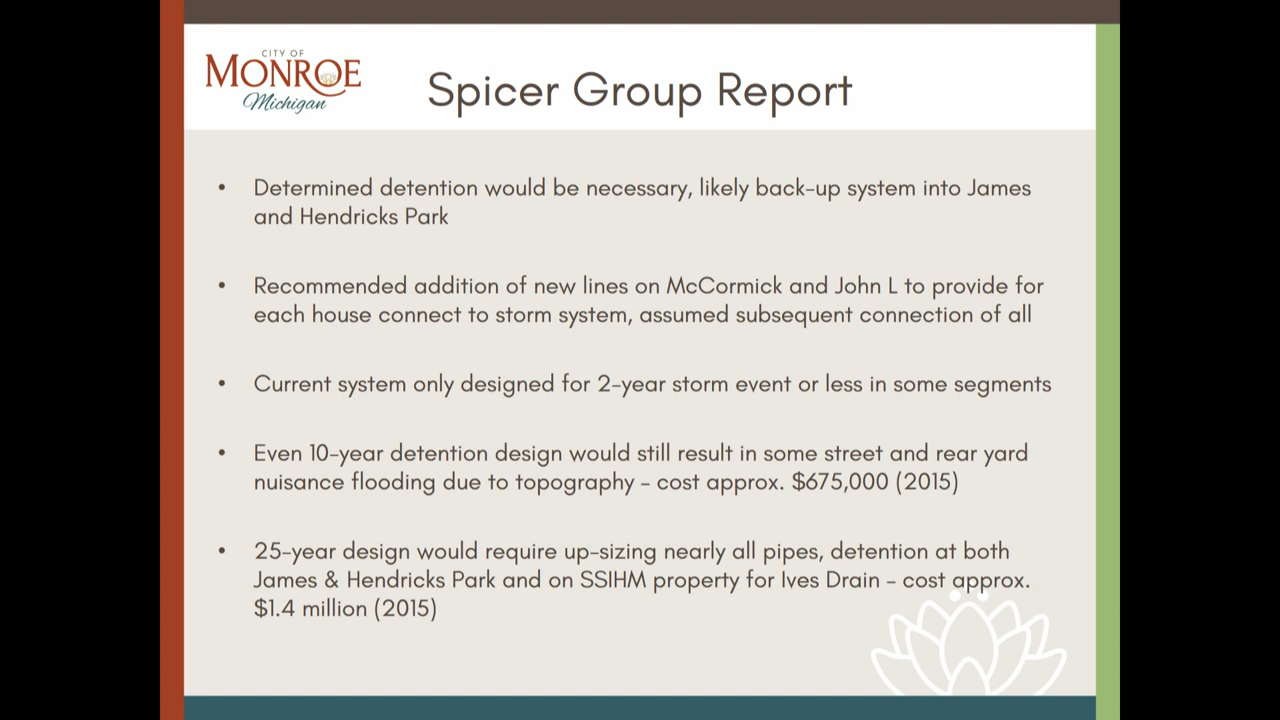 CITY OF
MONROE
Michigan
Spicer Group Report
• Determined detention would be necessary, likely back-up system into James
and Hendricks Park
• Recommended addition of new lines on McCormick and John L to provide for
each house connect to storm system, assumed subsequent connection of all
• Current system only designed for 2-year storm event or less in some segments
• Even 10-year detention design would still result in some street and rear yard
nuisance flooding due to topography - cost approx. $675,000 (2015)
• 25-year design would require up-sizing nearly all pipes, detention at both
James & Hendricks Park and on SSIHM property for Ives Drain - cost approx.
$1.4 million (2015)